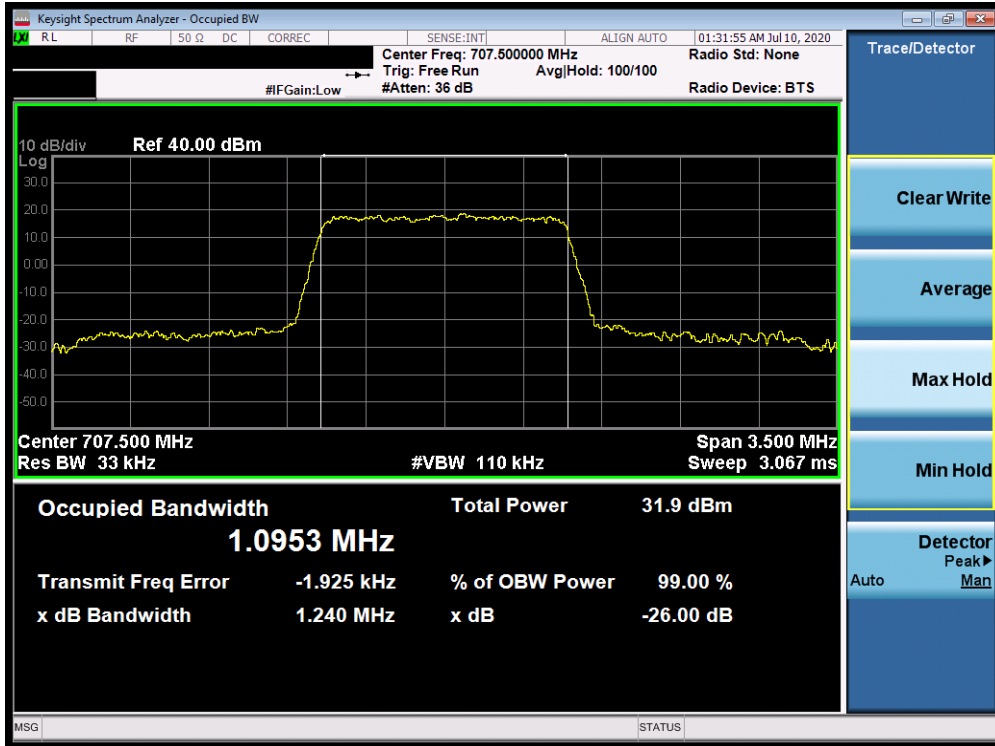 Keysight Spectrum Analyzer - Occupied BW
LXI RL RF 50 Ω DC CORREC SENSE:INT ALIGN AUTO 01:31:55 AM Jul 10, 2020
Center Freq: 707.500000 MHz Radio Std: None
Trig: Free Run Avg|Hold: 100/100
#IFGain:Low #Atten: 36 dB Radio Device: BTS
10 dB/div Ref 40.00 dBm
Log
30.0
20.0
10.0
0.00
-10.0
-20.0
-30.0
-40.0
-50.0
Center 707.500 MHz Span 3.500 MHz
Res BW 33 kHz #VBW 110 kHz Sweep 3.067 ms
Occupied Bandwidth Total Power 31.9 dBm
1.0953 MHz
Transmit Freq Error -1.925 kHz % of OBW Power 99.00 %
x dB Bandwidth 1.240 MHz x dB -26.00 dB
MSG STATUS
Trace/Detector
Clear Write
Average
Max Hold
Min Hold
Detector
Peak▶
Auto Man